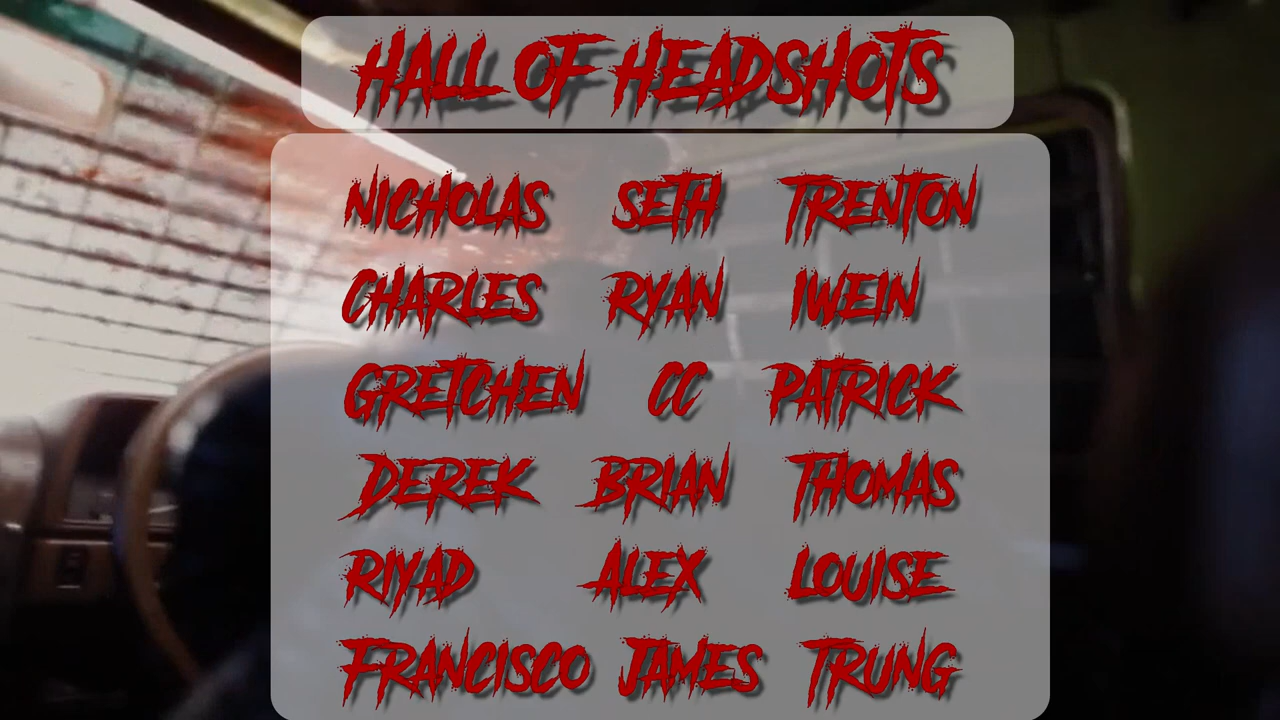 HALL OF HEADSHOTS
NICHOLAS SETH TRENTON
CHARLES RYAN IWEIN
GRETCHEN CC PATRICK
DEREK BRIAN THOMAS
RIYAD ALEX LOUISE
FRANCISCO JAMES TRUNG